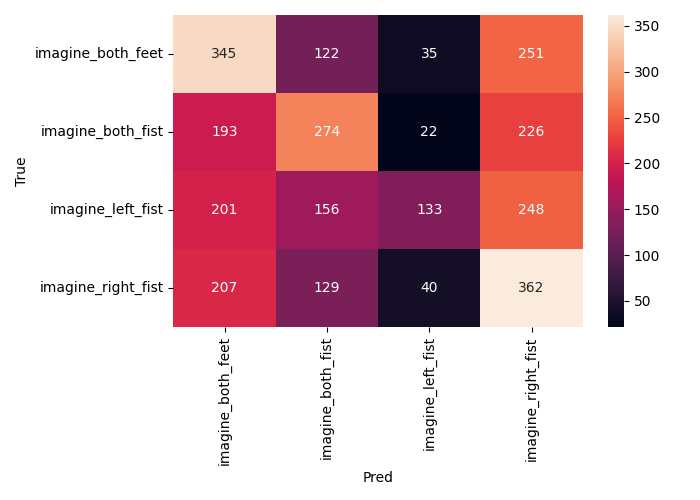 imagine_both_feet 345 122 35 251
imagine_both_fist 193 274 22 226
imagine_left_fist 201 156 133 248
imagine_right_fist 207 129 40 362
True
imagine_both_feet
imagine_both_fist
imagine_left_fist
imagine_right_fist
Pred
350
300
250
200
150
100
50